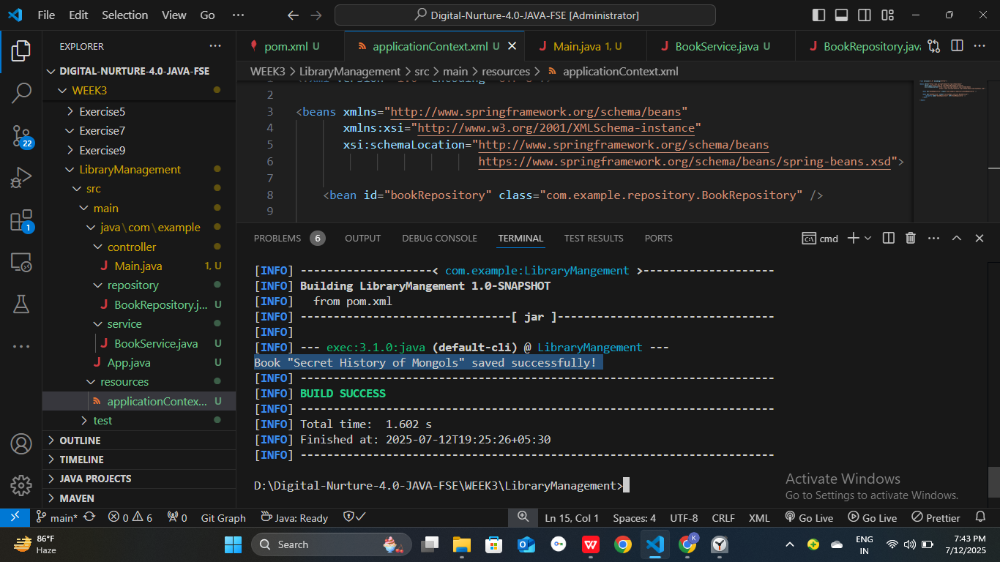 File Edit Selection View Go ··· Digital-Nurture-4.0-JAVA-FSE [Administrator]
EXPLORER
DIGITAL-NURTURE-4.0-JAVA-FSE
WEEK3
Exercise5
Exercise7
Exercise9
LibraryManagement
src
main
java\com\example
controller
Main.java 1, U
repository
BookRepository.j... U
service
BookService.java U
App.java U
resources
applicationContex... U
test
OUTLINE
TIMELINE
JAVA PROJECTS
MAVEN
22
1
pom.xml U applicationContext.xml U Main.java 1, U BookService.java U BookRepository.java
WEEK3 > LibraryManagement > src > main > resources > applicationContext.xml
2
3 <beans xmlns="http://www.springframework.org/schema/beans"
4 xmlns:xsi="http://www.w3.org/2001/XMLSchema-instance"
5 xsi:schemaLocation="http://www.springframework.org/schema/beans
6 https://www.springframework.org/schema/beans/spring-beans.xsd">
7
8 <bean id="bookRepository" class="com.example.repository.BookRepository" />
9
PROBLEMS 6 OUTPUT DEBUG CONSOLE TERMINAL TEST RESULTS PORTS cmd
[INFO] --------------------< com.example:LibraryMangement >--------------------
[INFO] Building LibraryMangement 1.0-SNAPSHOT
[INFO] from pom.xml
[INFO] --------------------------------[ jar ]---------------------------------
[INFO]
[INFO] --- exec:3.1.0:java (default-cli) @ LibraryMangement ---
Book "Secret History of Mongols" saved successfully!
[INFO] ------------------------------------------------------------------------
[INFO] BUILD SUCCESS
[INFO] ------------------------------------------------------------------------
[INFO] Total time: 1.602 s
[INFO] Finished at: 2025-07-12T19:25:26+05:30
[INFO] ------------------------------------------------------------------------
D:\Digital-Nurture-4.0-JAVA-FSE\WEEK3\LibraryManagement>
Activate Windows
Go to Settings to activate Windows.
main* 0 6 0 Git Graph Java: Ready Ln 15, Col 1 Spaces: 4 UTF-8 CRLF XML Go Live Go Live Prettier
86°F
Haze
Search
K
ENG
IN
7:43 PM
7/12/2025